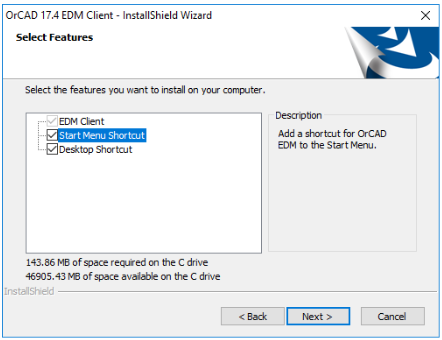 OrCAD 17.4 EDM Client - InstallShield Wizard
Select Features
Select the features you want to install on your computer.
EDM Client
Start Menu Shortcut
Desktop Shortcut
Description
Add a shortcut for OrCAD
EDM to the Start Menu.
143.86 MB of space required on the C drive
46905.43 MB of space available on the C drive
InstallShield
< Back
Next >
Cancel